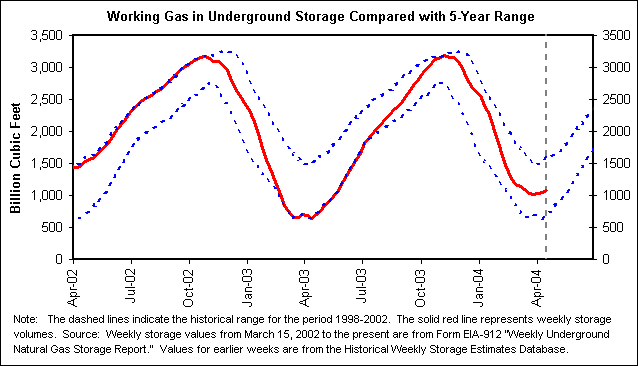 Working Gas in Underground Storage Compared with 5-Year Range
Billion Cubic Feet
3,500
3,000
2,500
2,000
1,500
1,000
500
0
3500
3000
2500
2000
1500
1000
500
0
Apr-02
Jul-02
Oct-02
Jan-03
Apr-03
Jul-03
Oct-03
Jan-04
Apr-04
Note: The dashed lines indicate the historical range for the period 1998-2002. The solid red line represents weekly storage
volumes. Source: Weekly storage values from March 15, 2002 to the present are from Form EIA-912 "Weekly Underground
Natural Gas Storage Report." Values for earlier weeks are from the Historical Weekly Storage Estimates Database.